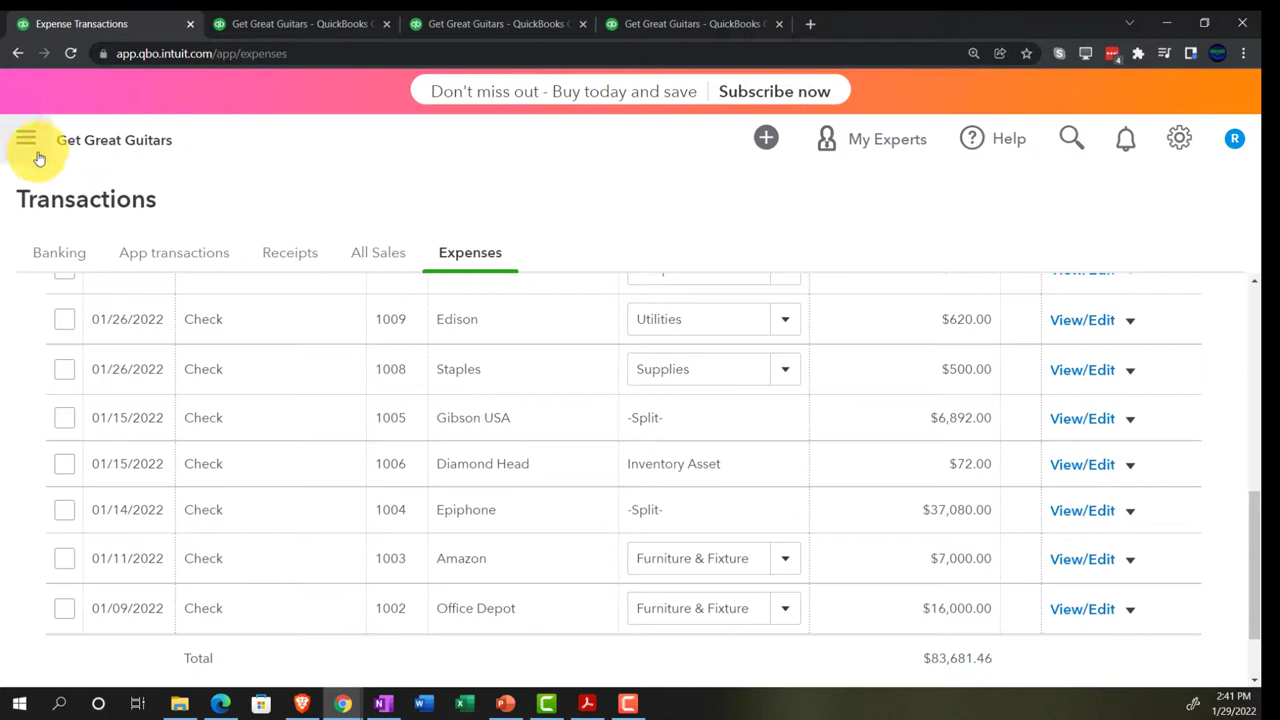 Expense Transactions
Get Great Guitars - QuickBooks
Get Great Guitars - QuickBooks
Get Great Guitars - QuickBooks
app.qbo.intuit.com/app/expenses
4
Don't miss out - Buy today and save Subscribe now
Get Great Guitars
My Experts
Help
R
Transactions
Banking App transactions Receipts All Sales Expenses
01/26/2022 Check 1009 Edison Utilities $620.00 View/Edit
01/26/2022 Check 1008 Staples Supplies $500.00 View/Edit
01/15/2022 Check 1005 Gibson USA -Split- $6,892.00 View/Edit
01/15/2022 Check 1006 Diamond Head Inventory Asset $72.00 View/Edit
01/14/2022 Check 1004 Epiphone -Split- $37,080.00 View/Edit
01/11/2022 Check 1003 Amazon Furniture & Fixture $7,000.00 View/Edit
01/09/2022 Check 1002 Office Depot Furniture & Fixture $16,000.00 View/Edit
Total $83,681.46
2:41 PM
1/29/2022